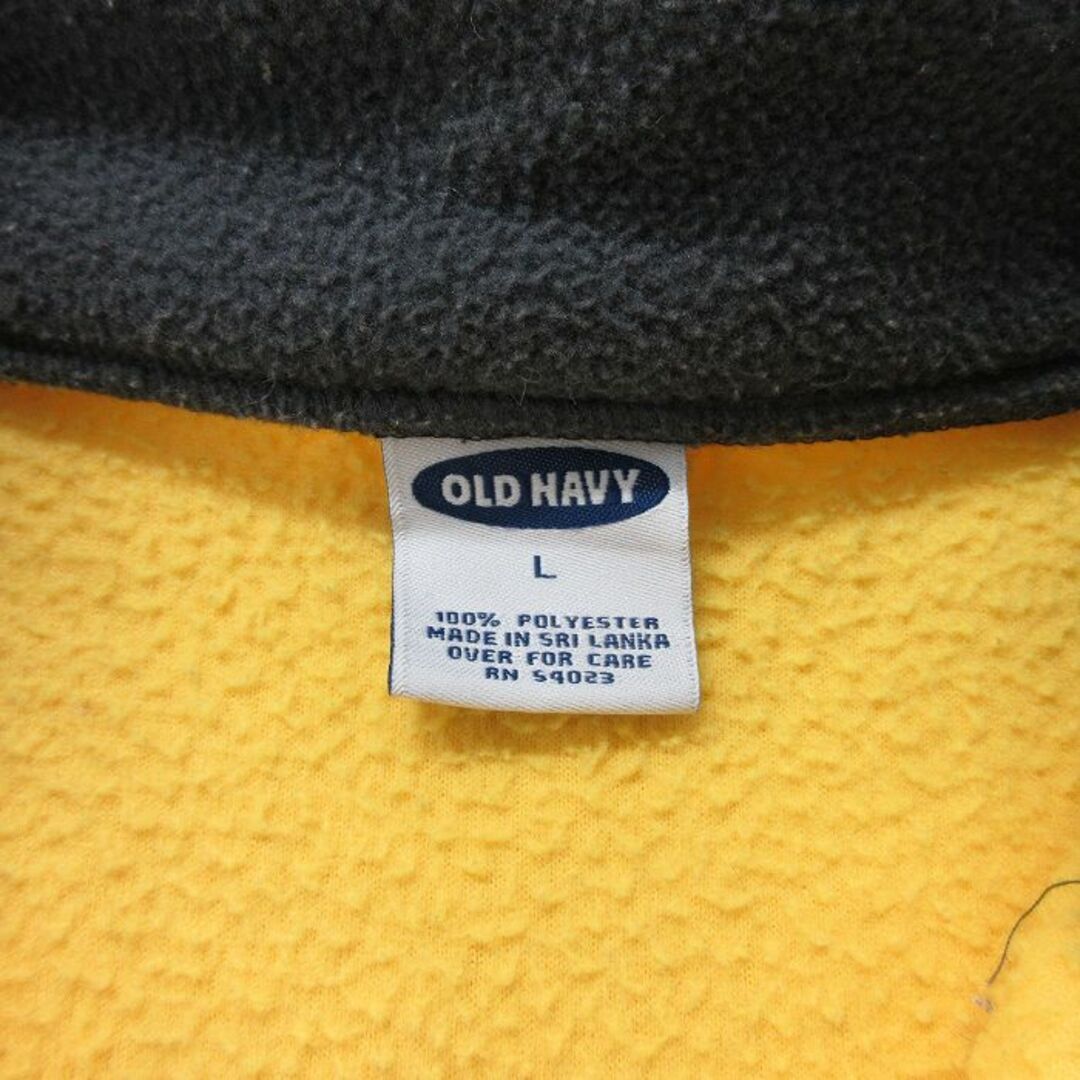 OLD NAVY
L
100% POLYESTER
MADE IN SRI LANKA
OVER FOR CARE
RN 54023